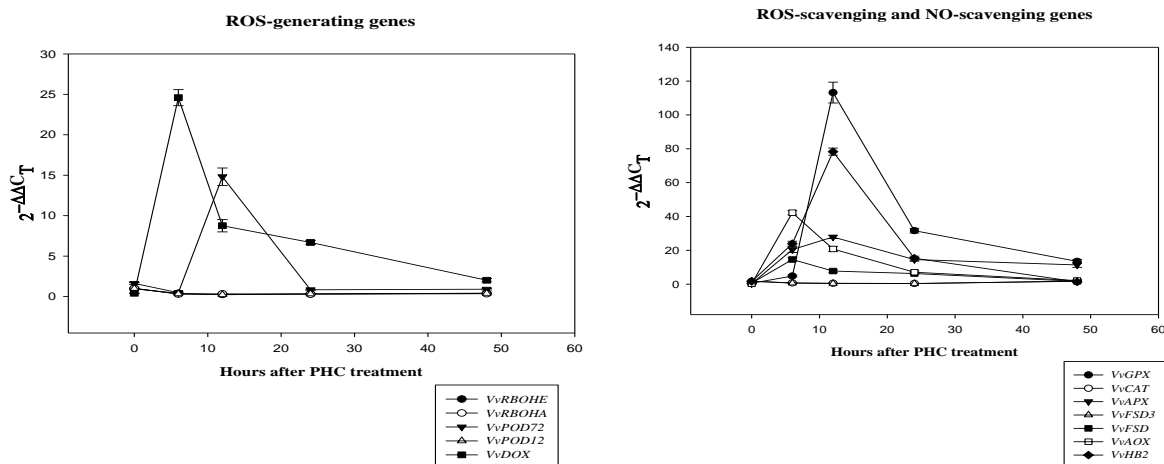 ROS-generating genes
30
25
20
15
10
5
0
2^-ΔΔC_T
0 10 20 30 40 50 60
Hours after PHC treatment
VvRBOHE
VvRBOHA
VvPOD72
VvPOD12
VvDOX
ROS-scavenging and NO-scavenging genes
140
120
100
80
60
40
20
0
2^-ΔΔC_T
0 10 20 30 40 50 60
Hours after PHC treatment
VvGPX
VvCAT
VvAPX
VvFSD3
VvFSD
VvAOX
VvHB2